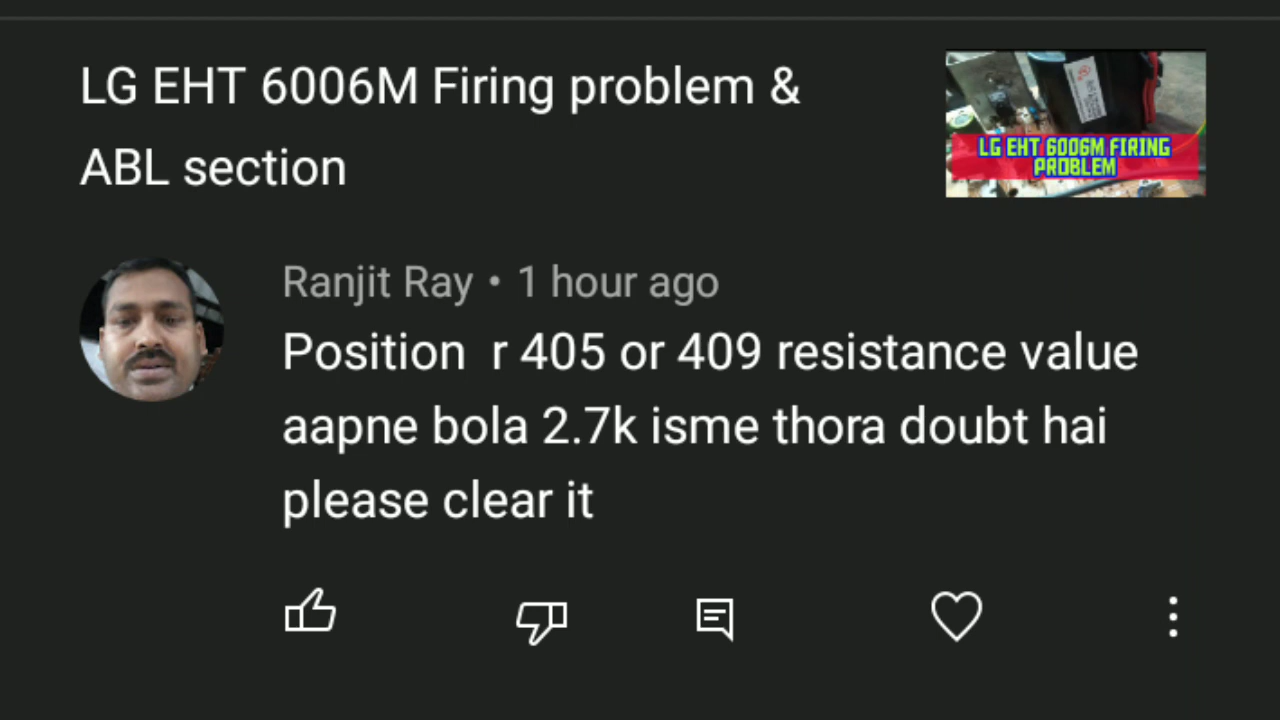 LG EHT 6006M Firing problem &
ABL section
LG EHT 6006M FIRING
PROBLEM
Ranjit Ray • 1 hour ago
Position r 405 or 409 resistance value
aapne bola 2.7k isme thora doubt hai
please clear it